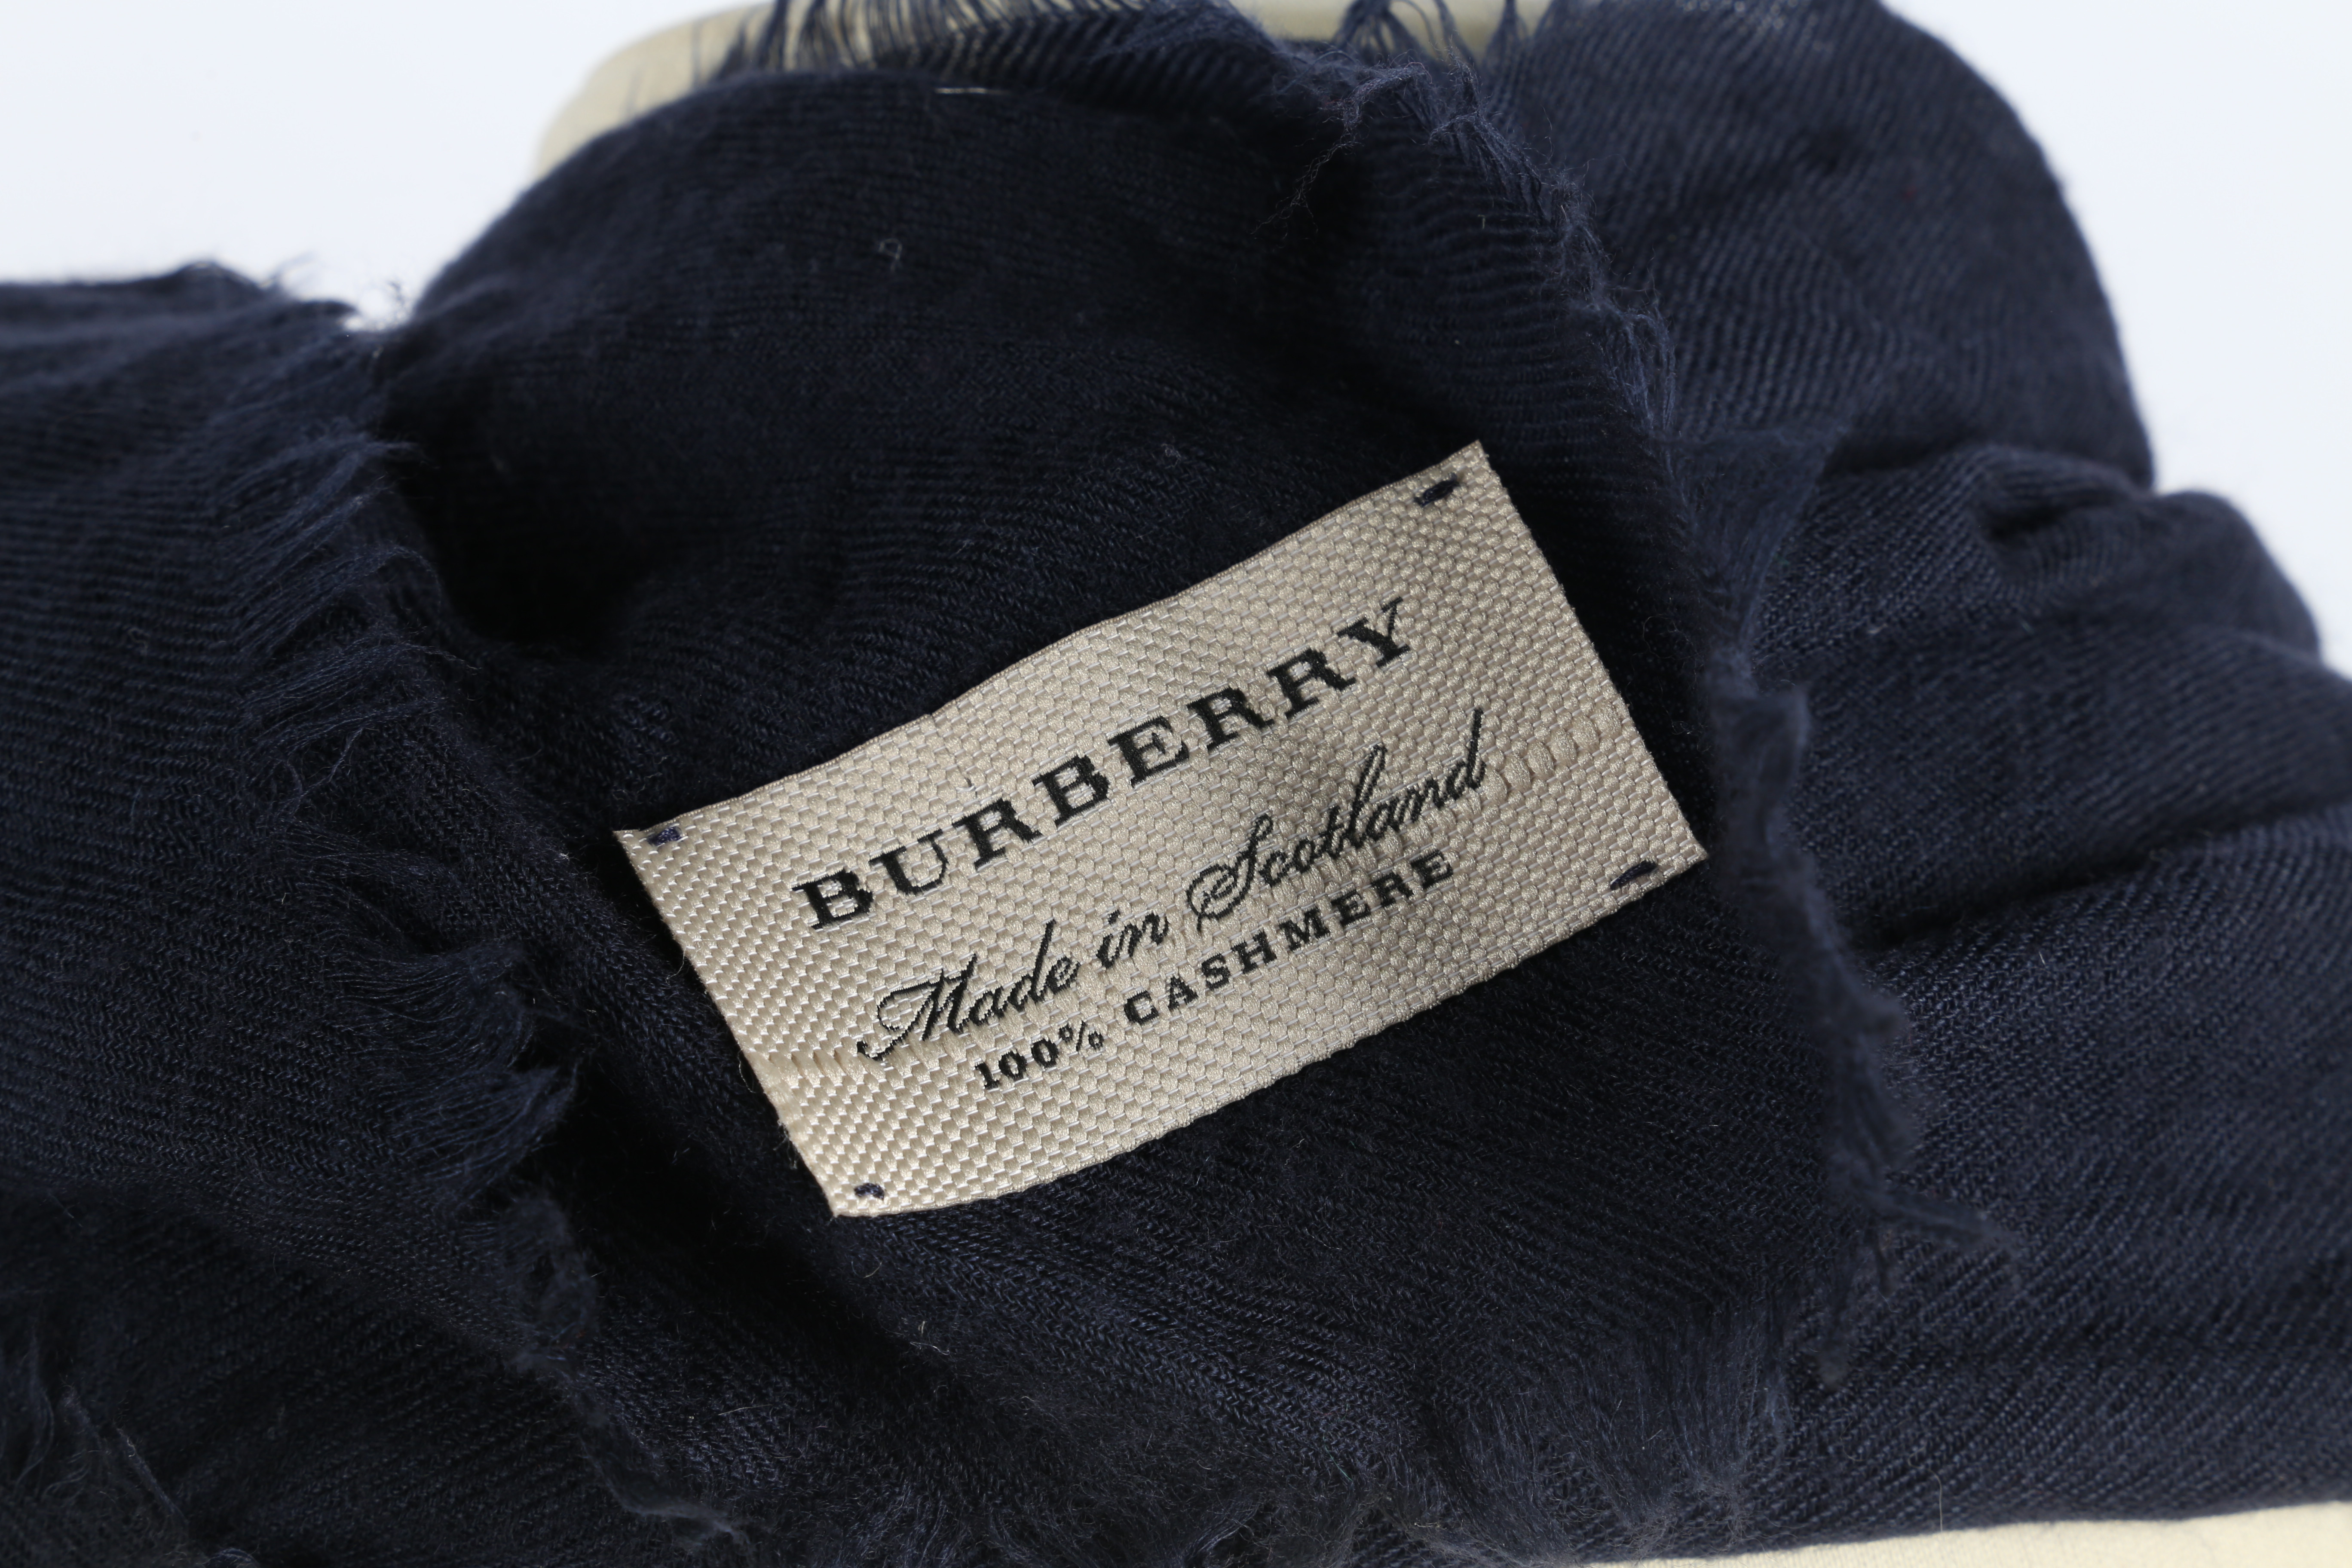 BURBERRY
Made in Scotland
100% CASHMERE